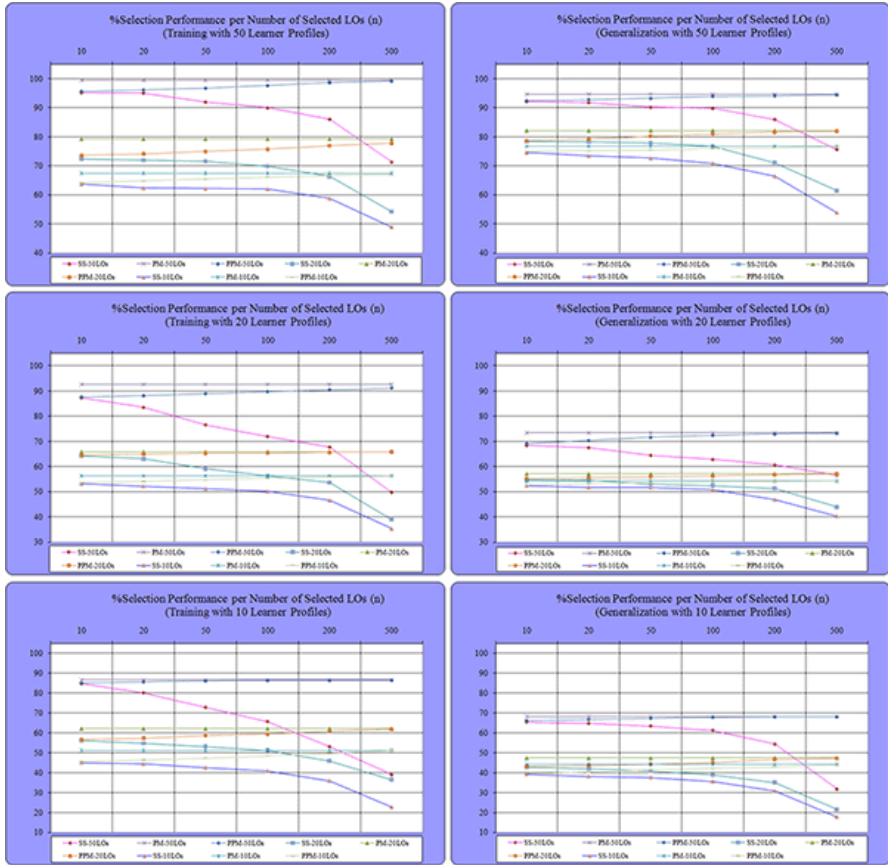 %Selection Performance per Number of Selected LOs (n)
(Training with 50 Learner Profiles)
10 20 50 100 200 500
100
90
80
70
60
50
40
SS-50LOs PM-50LOs PPM-50LOs SS-20LOs PM-20LOs
PPM-20LOs SS-10LOs PM-10LOs PPM-10LOs
%Selection Performance per Number of Selected LOs (n)
(Generalization with 50 Learner Profiles)
10 20 50 100 200 500
100
90
80
70
60
50
40
SS-50LOs PM-50LOs PPM-50LOs SS-20LOs PM-20LOs
PPM-20LOs SS-10LOs PM-10LOs PPM-10LOs
%Selection Performance per Number of Selected LOs (n)
(Training with 20 Learner Profiles)
10 20 50 100 200 500
100
90
80
70
60
50
40
30
SS-50LOs PM-50LOs PPM-50LOs SS-20LOs PM-20LOs
PPM-20LOs SS-10LOs PM-10LOs PPM-10LOs
%Selection Performance per Number of Selected LOs (n)
(Generalization with 20 Learner Profiles)
10 20 50 100 200 500
100
90
80
70
60
50
40
30
SS-50LOs PM-50LOs PPM-50LOs SS-20LOs PM-20LOs
PPM-20LOs SS-10LOs PM-10LOs PPM-10LOs
%Selection Performance per Number of Selected LOs (n)
(Training with 10 Learner Profiles)
10 20 50 100 200 500
100
90
80
70
60
50
40
30
20
10
SS-50LOs PM-50LOs PPM-50LOs SS-20LOs PM-20LOs
PPM-20LOs SS-10LOs PM-10LOs PPM-10LOs
%Selection Performance per Number of Selected LOs (n)
(Generalization with 10 Learner Profiles)
10 20 50 100 200 500
100
90
80
70
60
50
40
30
20
10
SS-50LOs PM-50LOs PPM-50LOs SS-20LOs PM-20LOs
PPM-20LOs SS-10LOs PM-10LOs PPM-10LOs